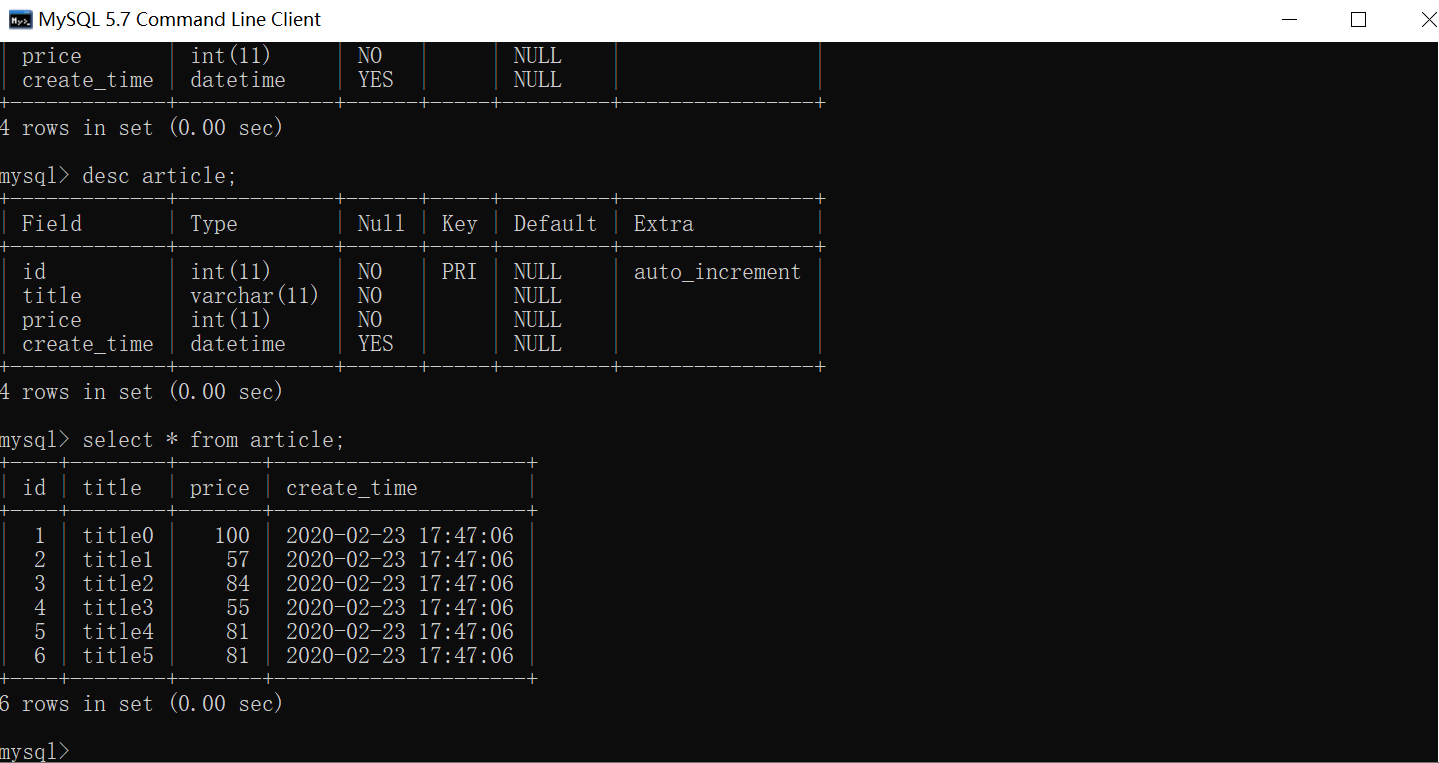 MySQL 5.7 Command Line Client
| price       | int(11)     | NO   |     | NULL    |                |
| create_time | datetime    | YES  |     | NULL    |                |
+-------------+-------------+------+-----+---------+----------------+
4 rows in set (0.00 sec)
mysql> desc article;
+-------------+-------------+------+-----+---------+----------------+
| Field       | Type        | Null | Key | Default | Extra          |
+-------------+-------------+------+-----+---------+----------------+
| id          | int(11)     | NO   | PRI | NULL    | auto_increment |
| title       | varchar(11) | NO   |     | NULL    |                |
| price       | int(11)     | NO   |     | NULL    |                |
| create_time | datetime    | YES  |     | NULL    |                |
+-------------+-------------+------+-----+---------+----------------+
4 rows in set (0.00 sec)
mysql> select * from article;
+----+--------+-------+---------------------+
| id | title  | price | create_time         |
+----+--------+-------+---------------------+
|  1 | title0 |   100 | 2020-02-23 17:47:06 |
|  2 | title1 |    57 | 2020-02-23 17:47:06 |
|  3 | title2 |    84 | 2020-02-23 17:47:06 |
|  4 | title3 |    55 | 2020-02-23 17:47:06 |
|  5 | title4 |    81 | 2020-02-23 17:47:06 |
|  6 | title5 |    81 | 2020-02-23 17:47:06 |
+----+--------+-------+---------------------+
6 rows in set (0.00 sec)
mysql>